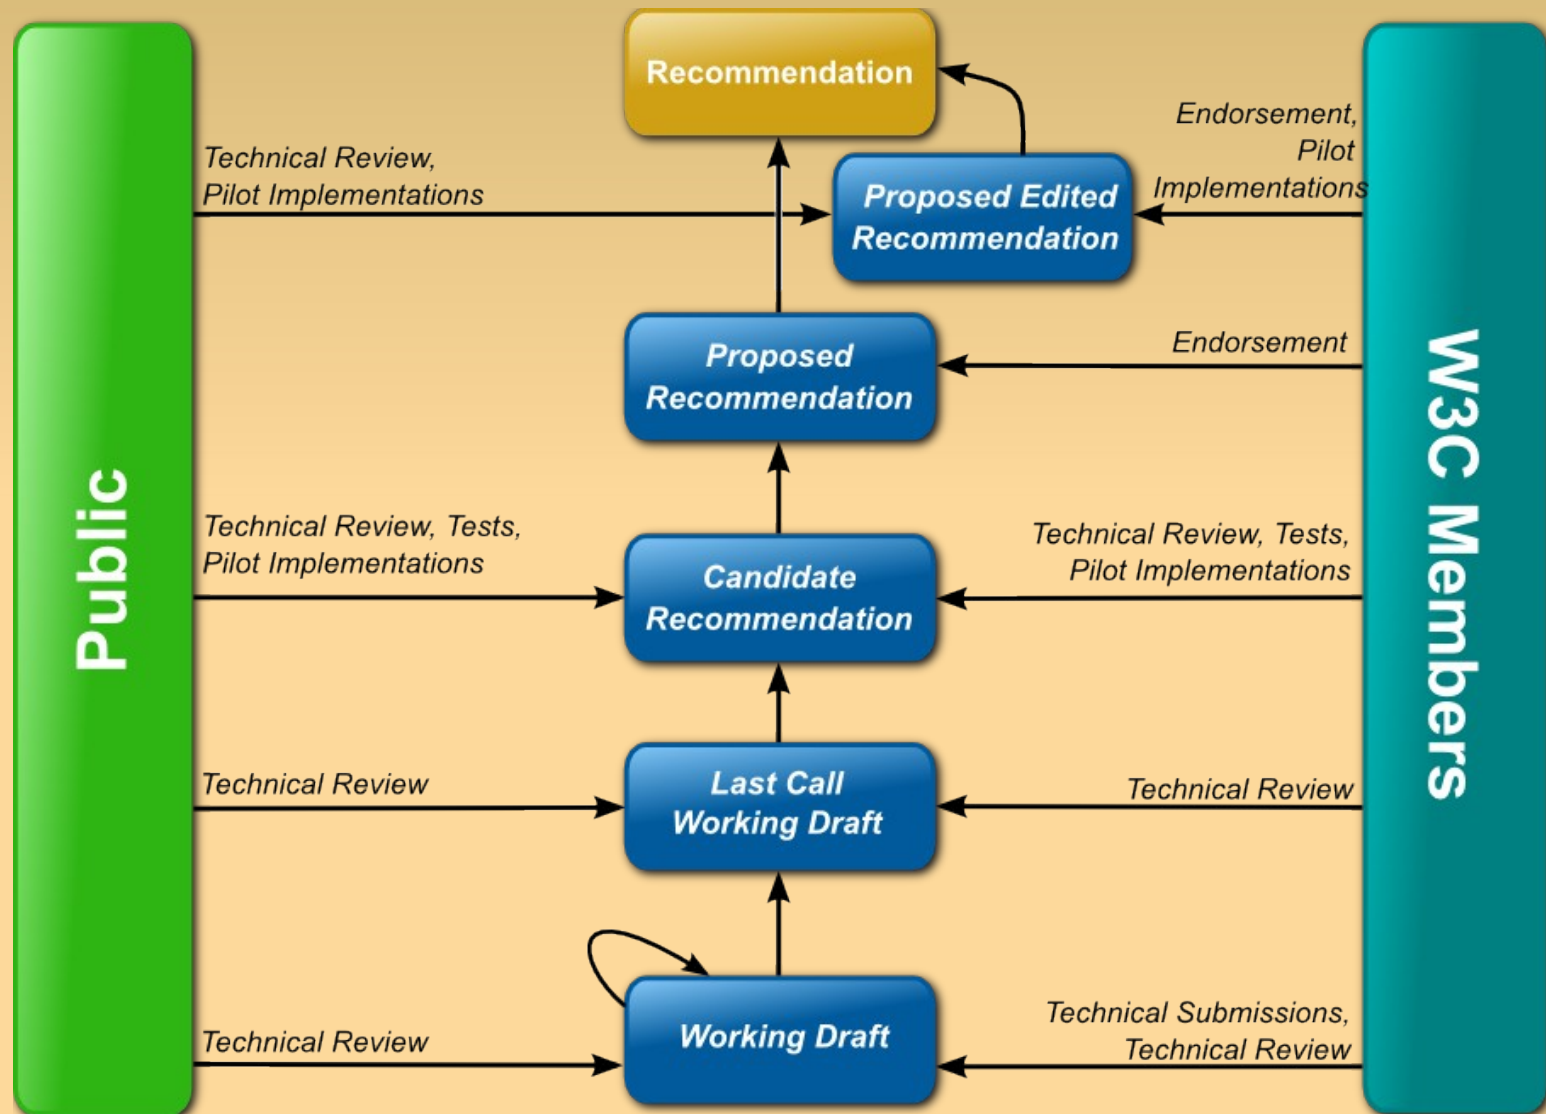 Recommendation
Technical Review,
Pilot Implementations
Endorsement,
Pilot
Implementations
Proposed Edited
Recommendation
Proposed
Recommendation
Endorsement
Public
W3C Members
Technical Review, Tests,
Pilot Implementations
Candidate
Recommendation
Technical Review, Tests,
Pilot Implementations
Technical Review
Last Call
Working Draft
Technical Review
Technical Review
Working Draft
Technical Submissions,
Technical Review